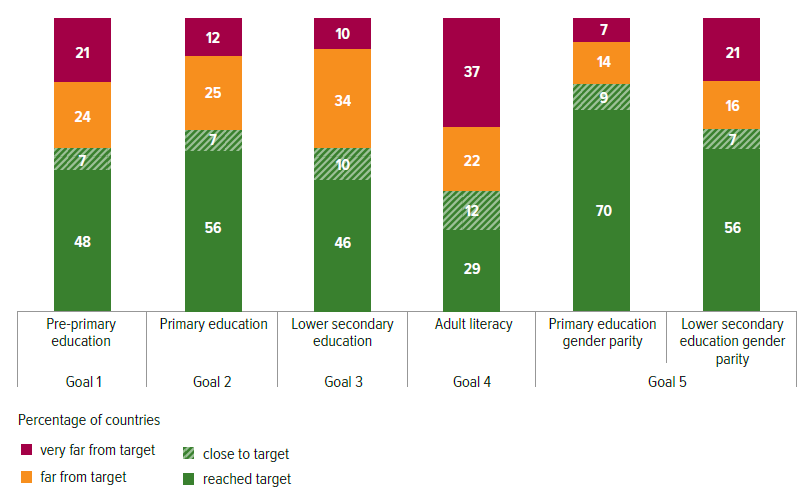 21
12
10
37
7
21
24
25
34
22
14
16
7
7
10
12
9
7
48
56
46
29
70
56
Pre-primary
education
Primary education
Lower secondary
education
Adult literacy
Primary education
gender parity
Lower secondary
education gender
parity
Goal 1
Goal 2
Goal 3
Goal 4
Goal 5
Percentage of countries
very far from target
close to target
far from target
reached target